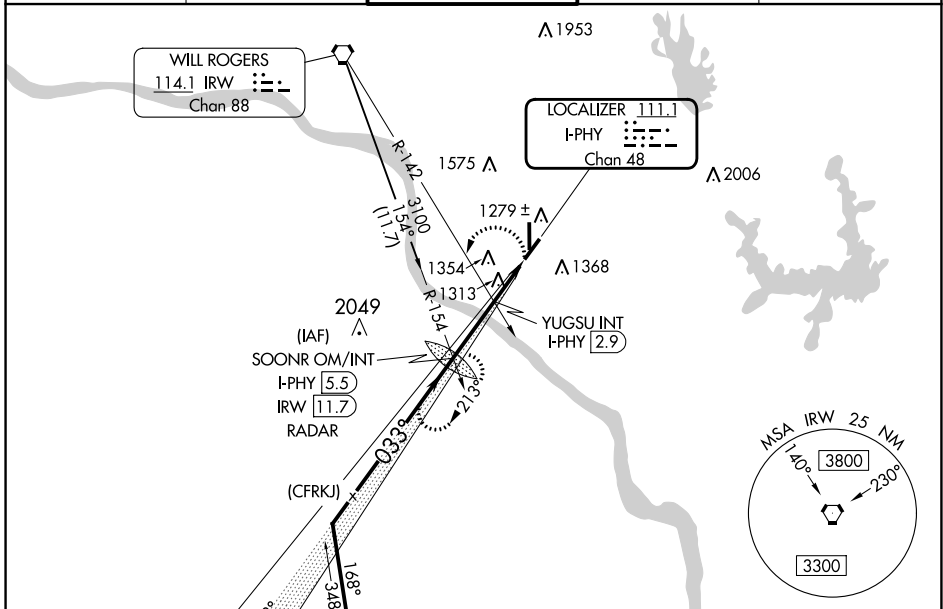 1953
WILL ROGERS
114.1 IRW
Chan 88
LOCALIZER 111.1
I-PHY
Chan 48
R-142
3100
154°
(11.7)
1575
2006
1279 ±
1354
1313
1368
R-154
2049
(IAF)
SOONR OM/INT
I-PHY 5.5
IRW 11.7
RADAR
YUGSU INT
I-PHY 2.9
213°
033°
(CFRKJ)
168°
348
MSA IRW 25 NM
140°
3800
230°
3300